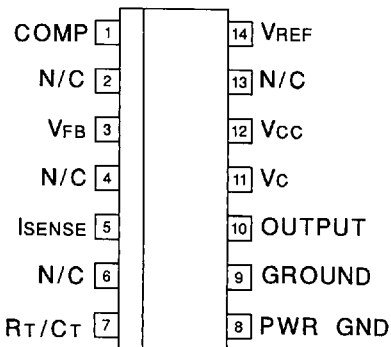 COMP 1 14 VREF
N/C 2 13 N/C
VFB 3 12 VCC
N/C 4 11 VC
ISENSE 5 10 OUTPUT
N/C 6 9 GROUND
RT/CT 7 8 PWR GND